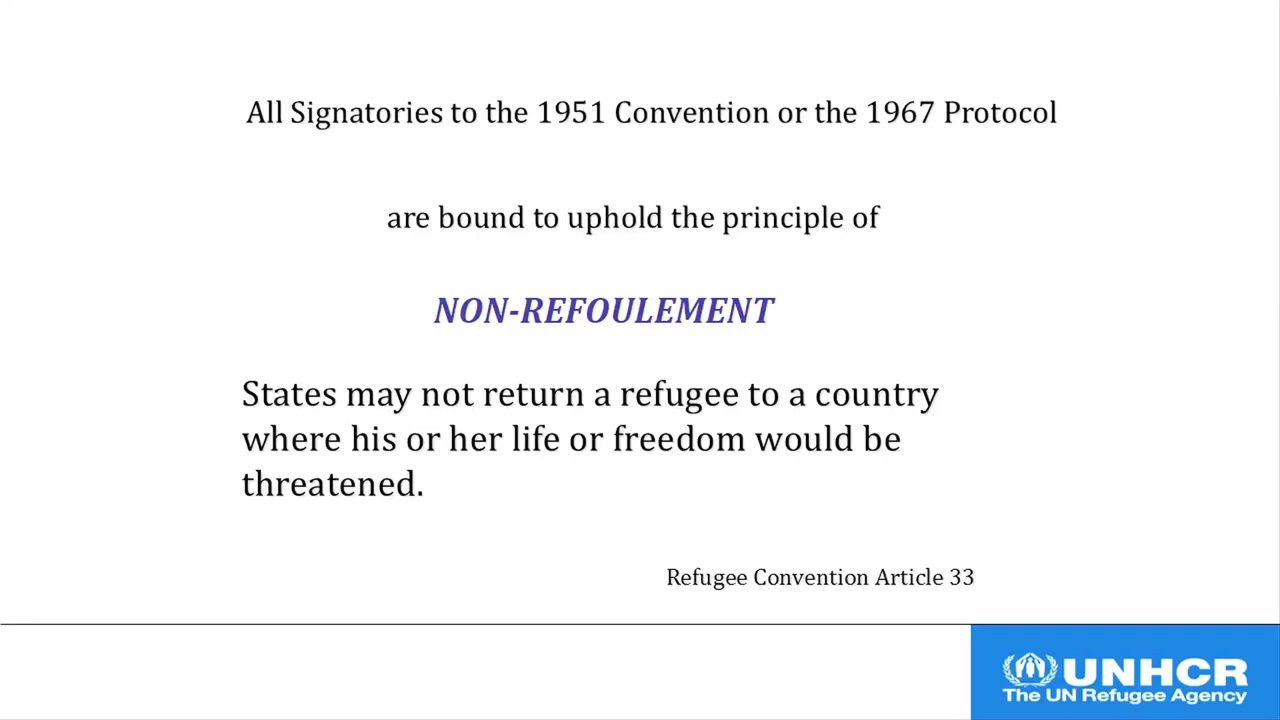 All Signatories to the 1951 Convention or the 1967 Protocol
are bound to uphold the principle of
NON-REFOULEMENT
States may not return a refugee to a country
where his or her life or freedom would be
threatened.
Refugee Convention Article 33
UNHCR
The UN Refugee Agency